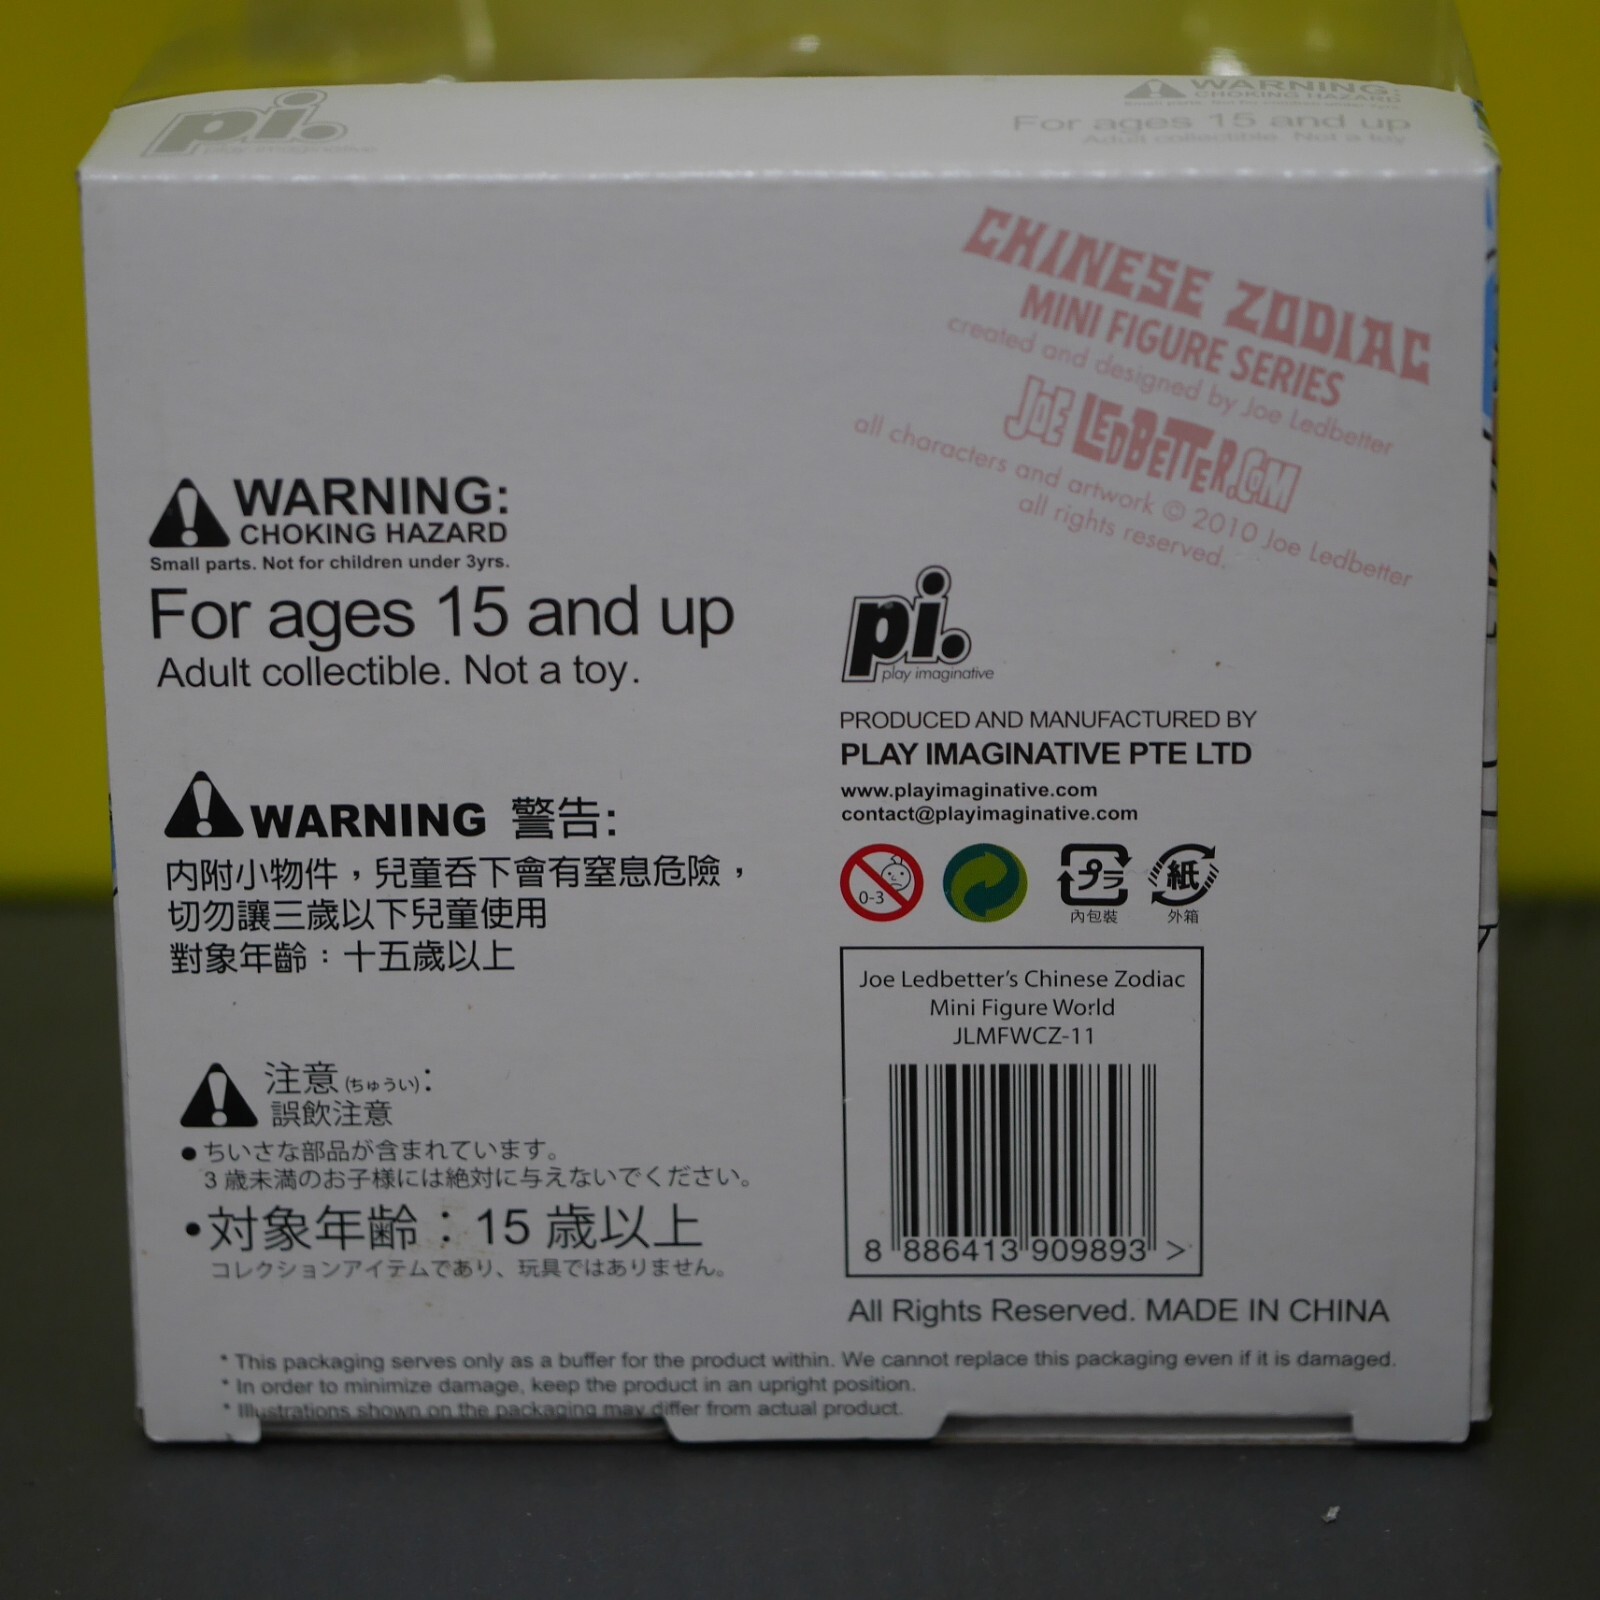 pi.
play imaginative
WARNING:
CHOKING HAZARD
For ages 15 and up
Adult collectible. Not a toy
CHINESE ZODIAC
MINI FIGURE SERIES
created and designed by Joe Ledbetter
JOE LEDBETTER.COM
all characters and artwork © 2010 Joe Ledbetter
all rights reserved.
WARNING:
CHOKING HAZARD
Small parts. Not for children under 3yrs.
For ages 15 and up
Adult collectible. Not a toy.
WARNING 警告:
內附小物件，兒童吞下會有窒息危險，
切勿讓三歲以下兒童使用
對象年齡：十五歲以上
注意(ちゅうい):
誤飲注意
●ちいさな部品が含まれています。
3 歳未満のお子様には絶対に与えないでください。
・対象年齢：15 歳以上
コレクションアイテムであり、玩具ではありません。
pi.
play imaginative
PRODUCED AND MANUFACTURED BY
PLAY IMAGINATIVE PTE LTD
www.playimaginative.com
contact@playimaginative.com
0-3
プラ
紙
內包裝
外箱
Joe Ledbetter's Chinese Zodiac
Mini Figure World
JLMFWCZ-11
8 886413 909893 >
All Rights Reserved. MADE IN CHINA
* This packaging serves only as a buffer for the product within. We cannot replace this packaging even if it is damaged.
* In order to minimize damage, keep the product in an upright position.
* Illustrations shown on the packaging may differ from actual product.